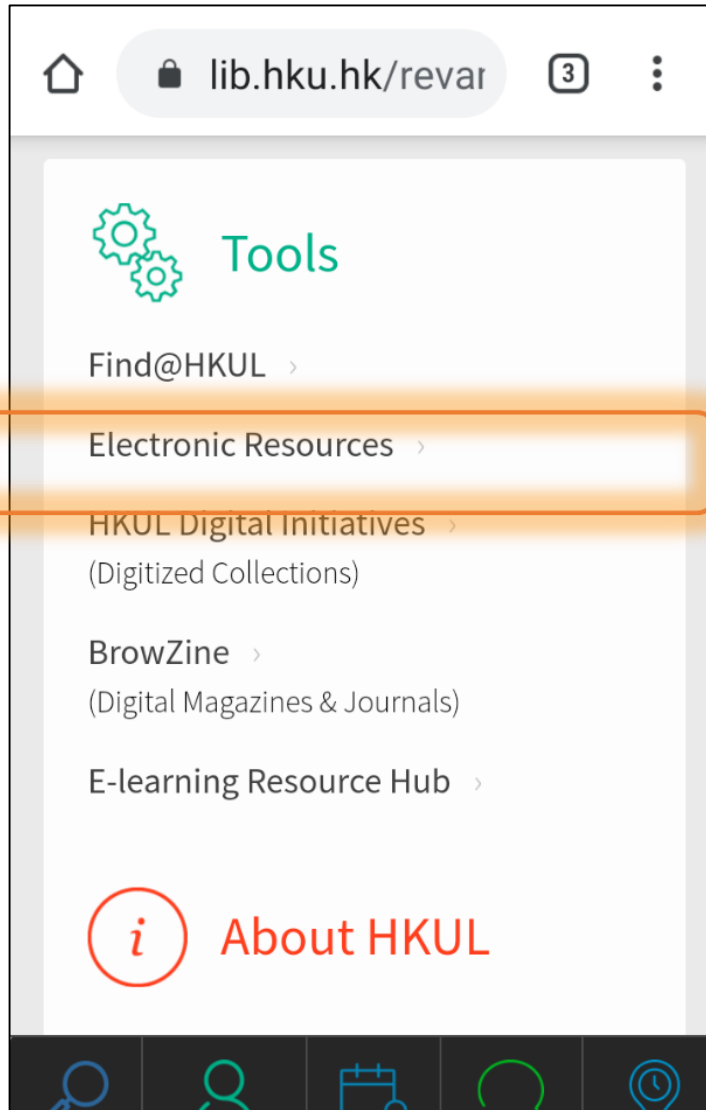 lib.hku.hk/revar
3
Tools
Find@HKUL ›
Electronic Resources ›
HKUL Digital Initiatives ›
(Digitized Collections)
BrowZine ›
(Digital Magazines & Journals)
E-learning Resource Hub ›
i About HKUL